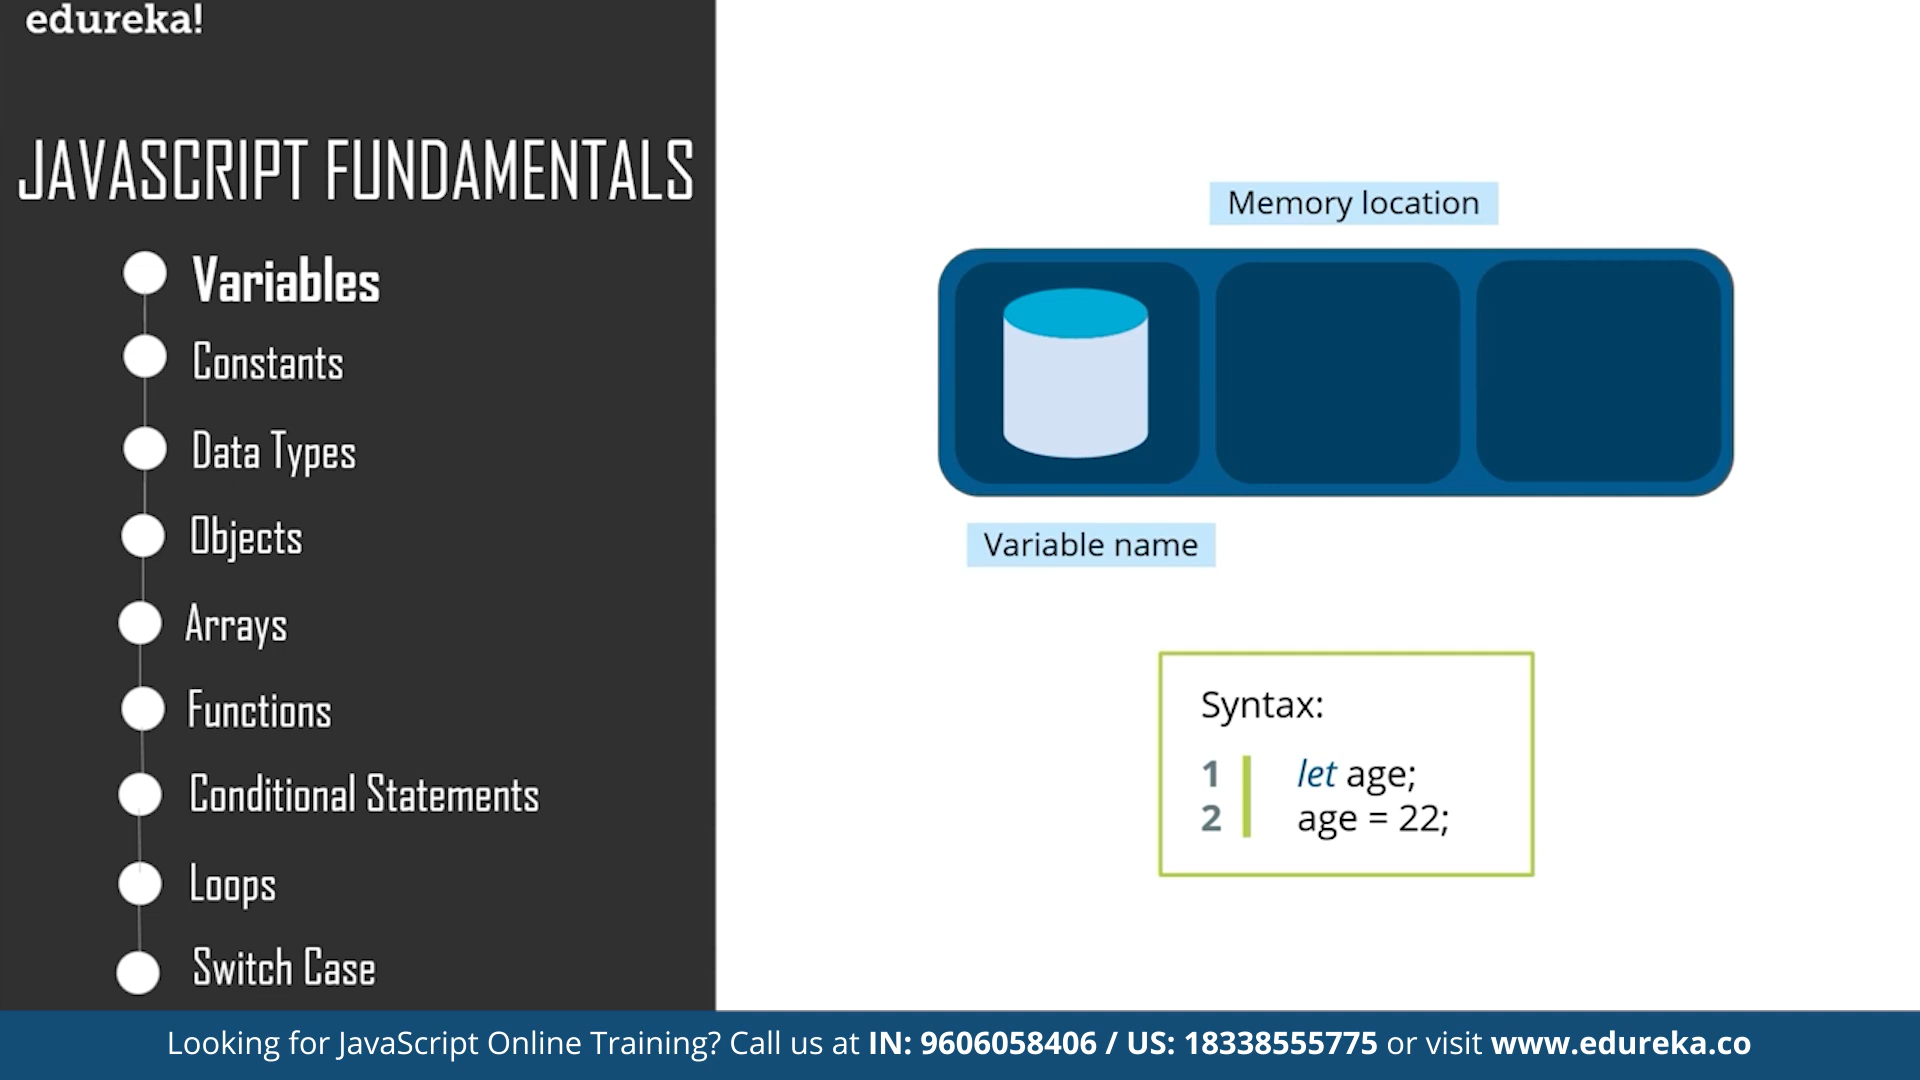 edureka!
JAVASCRIPT FUNDAMENTALS
Variables
Constants
Data Types
Objects
Arrays
Functions
Conditional Statements
Loops
Switch Case
Memory location
Variable name
Syntax:
1 let age;
2 age = 22;
Looking for JavaScript Online Training? Call us at IN: 9606058406 / US: 18338555775 or visit www.edureka.co